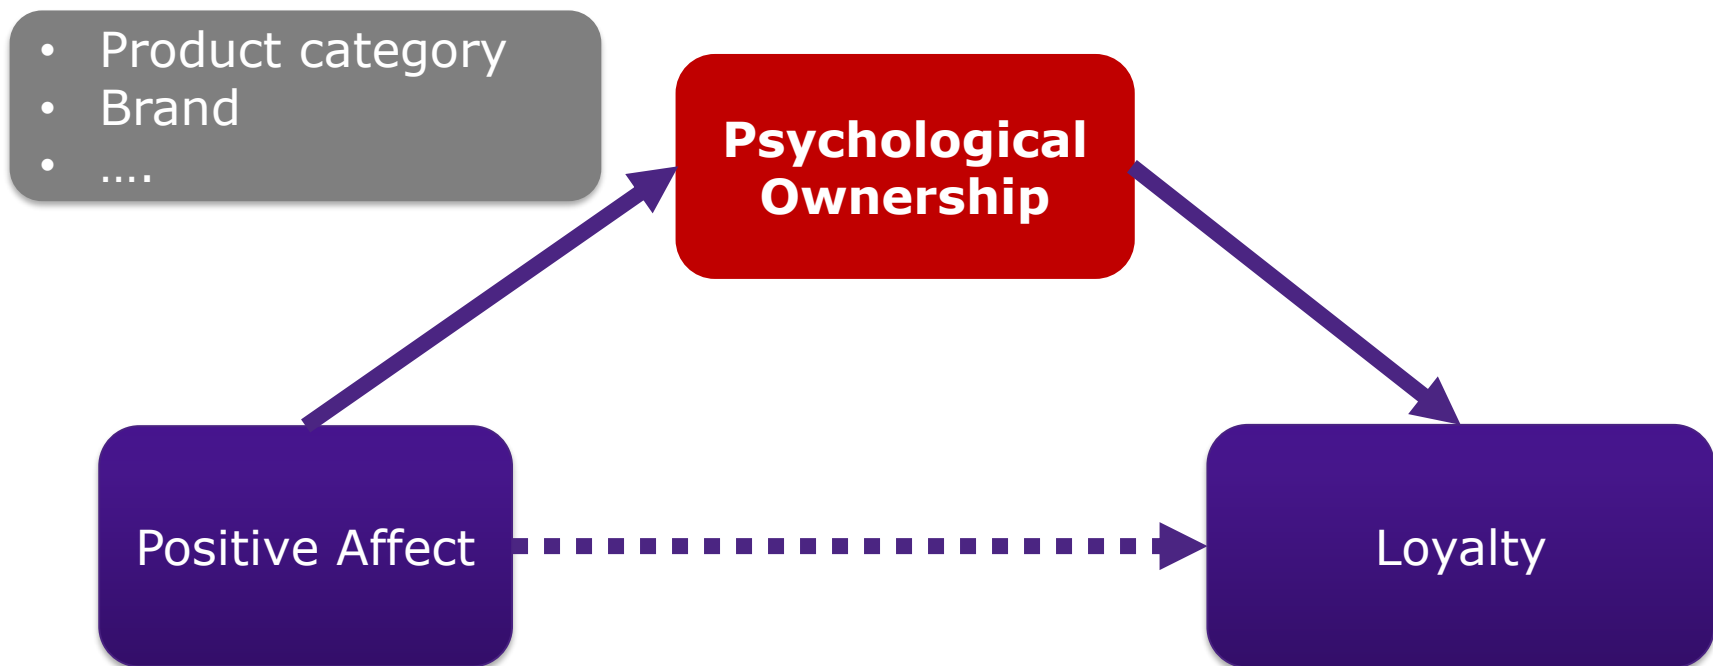 • Product category
• Brand
• ….
Psychological
Ownership
Positive Affect
Loyalty